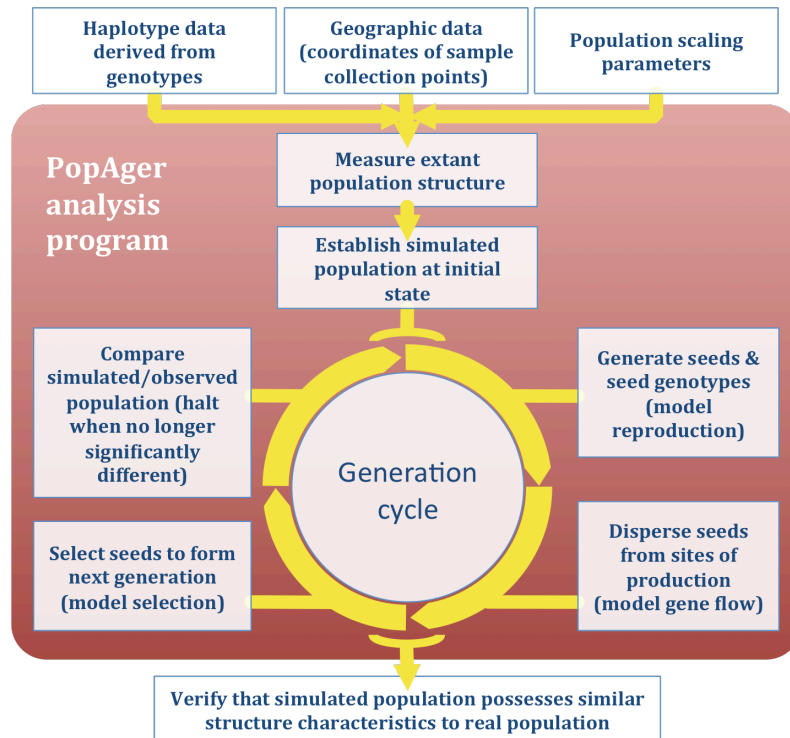 Haplotype data
derived from
genotypes
Geographic data
(coordinates of sample
collection points)
Population scaling
parameters
PopAger
analysis
program
Measure extant
population structure
Establish simulated
population at initial
state
Compare
simulated/observed
population (halt
when no longer
significantly
different)
Generate seeds &
seed genotypes
(model
reproduction)
Generation
cycle
Select seeds to form
next generation
(model selection)
Disperse seeds
from sites of
production
(model gene flow)
Verify that simulated population possesses similar
structure characteristics to real population